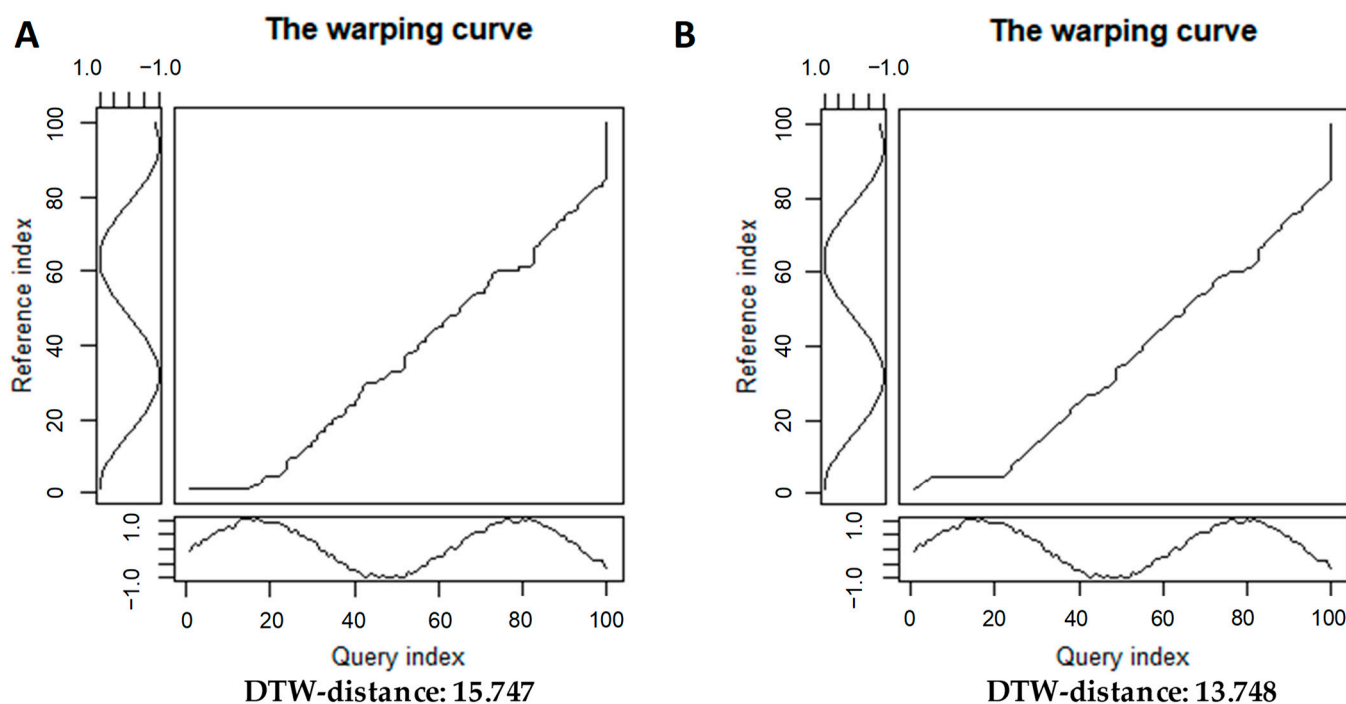 A
The warping curve
1.0 −1.0
Reference index
100
80
60
40
20
0
1.0
−1.0
0 20 40 60 80 100
Query index
DTW-distance: 15.747
B
The warping curve
1.0 −1.0
Reference index
100
80
60
40
20
0
1.0
−1.0
0 20 40 60 80 100
Query index
DTW-distance: 13.748